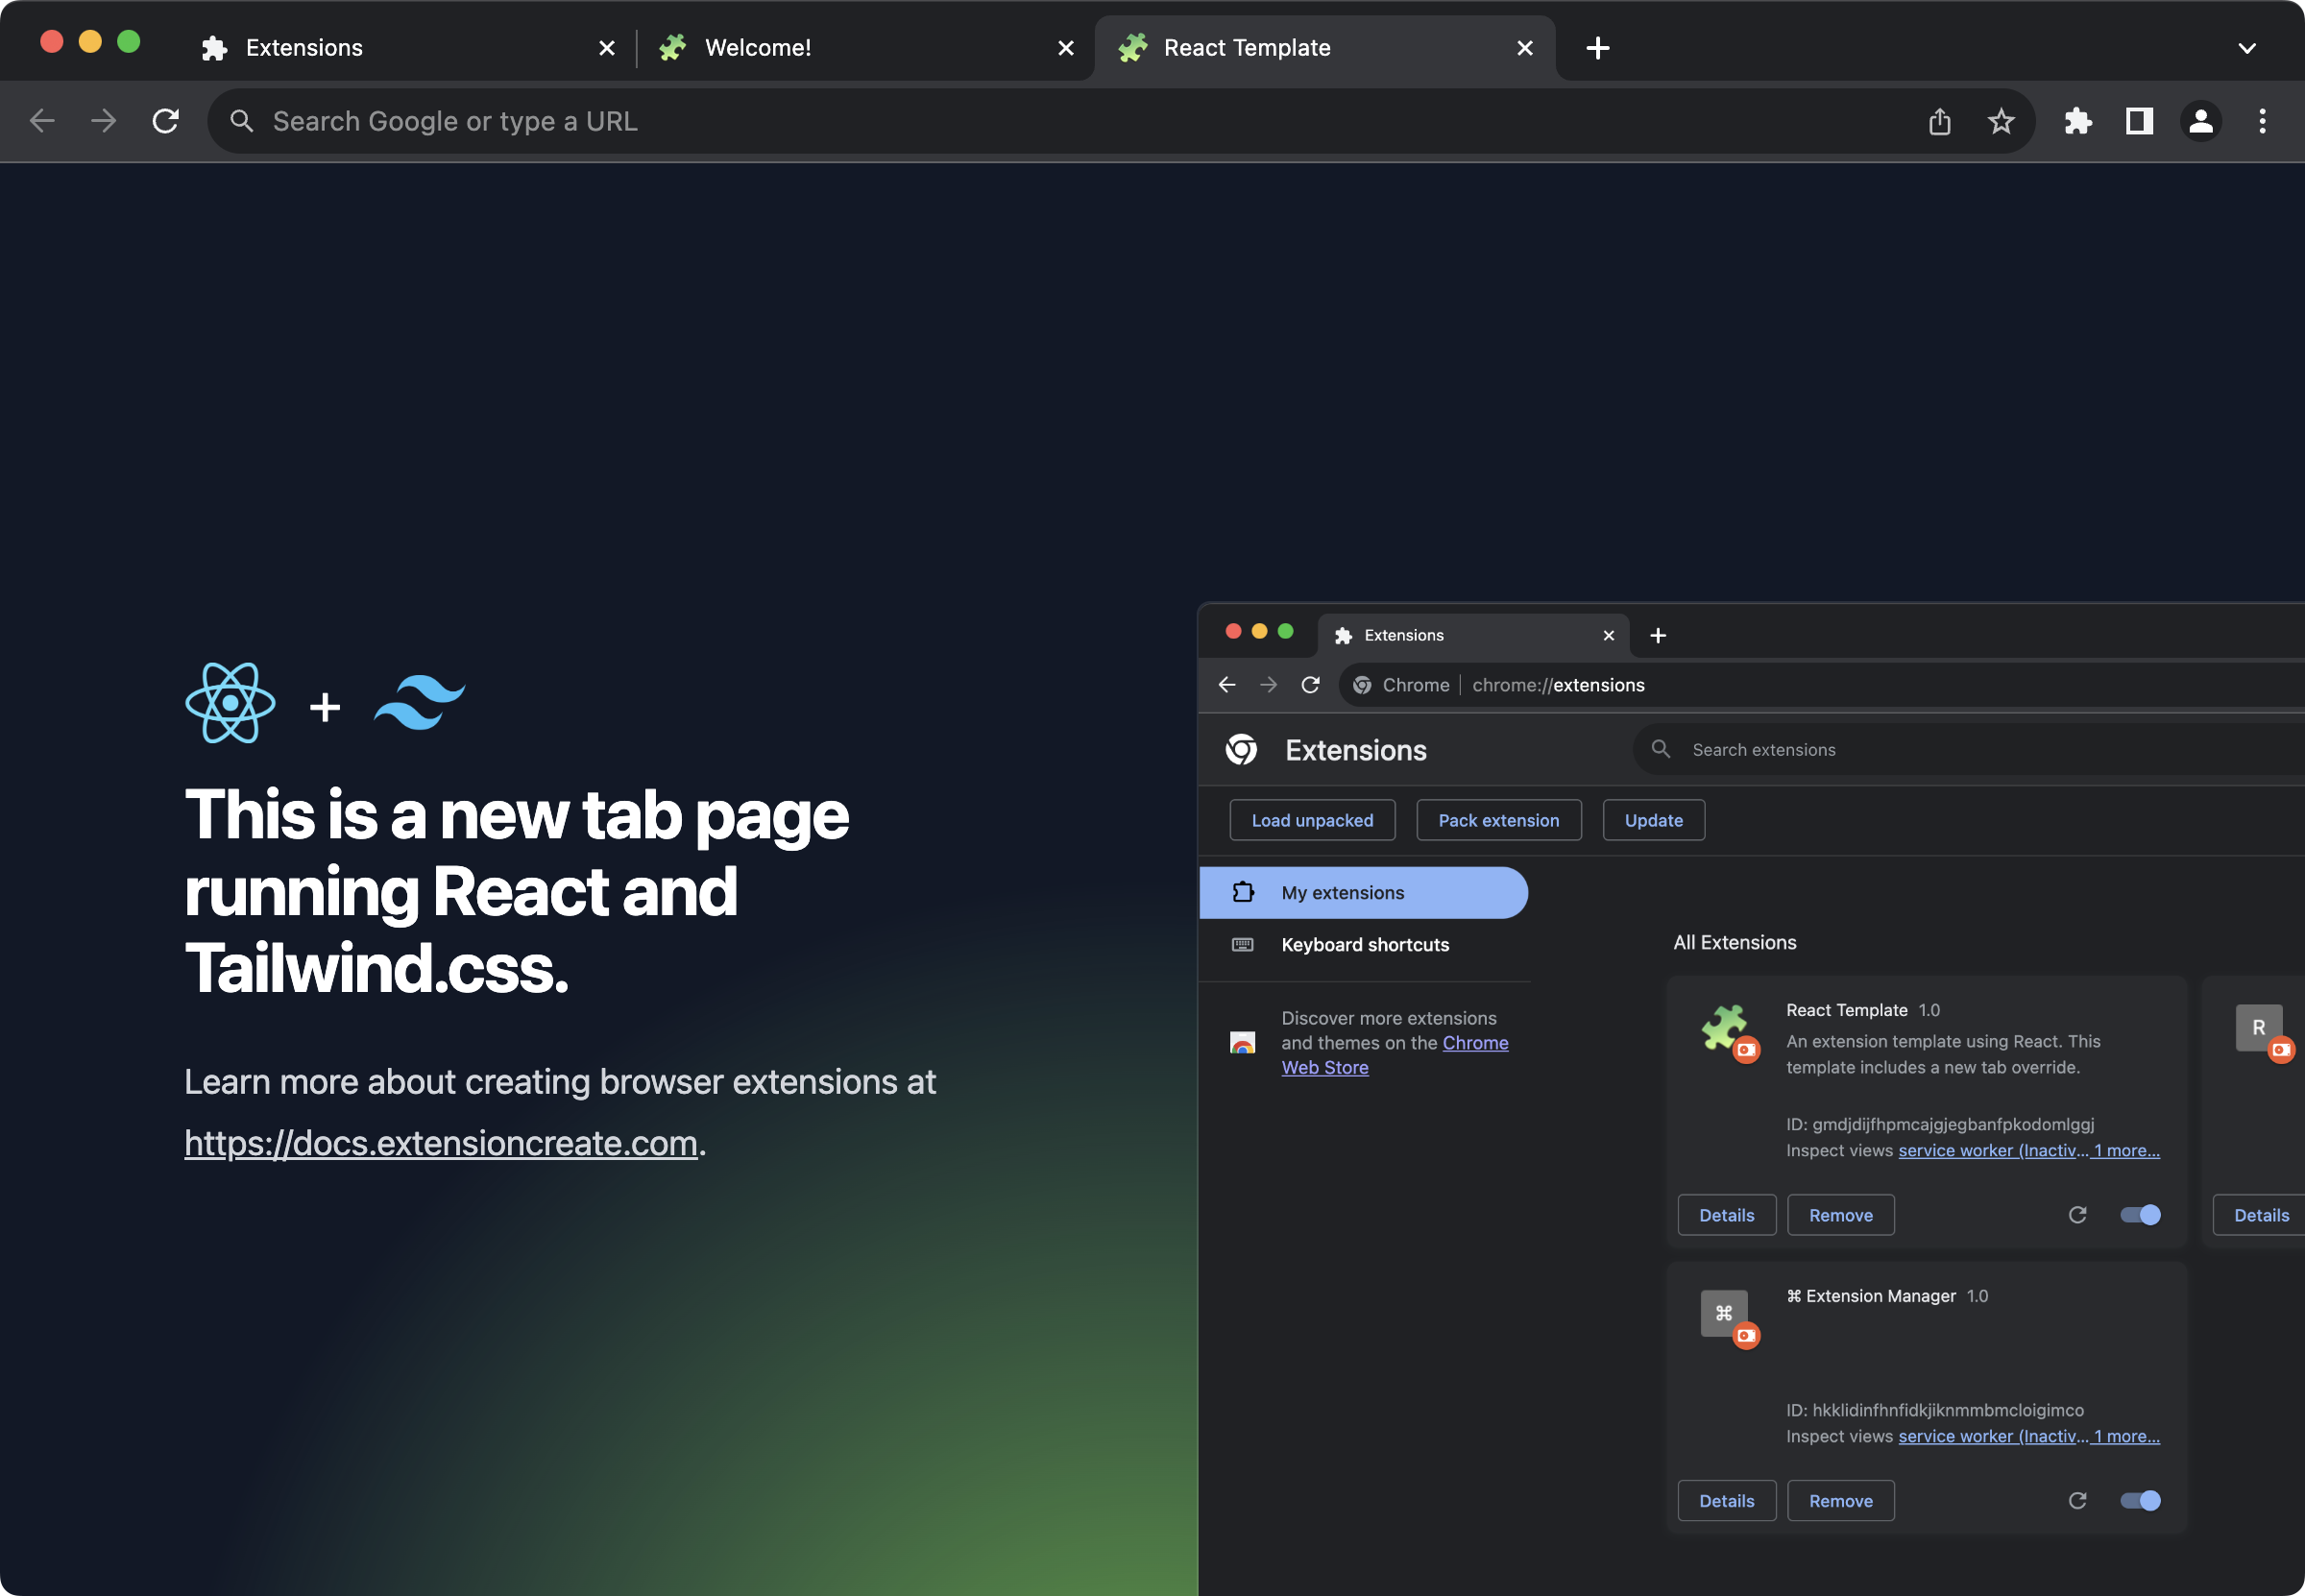 Extensions
Welcome!
React Template
Search Google or type a URL
+
This is a new tab page
running React and
Tailwind.css.
Learn more about creating browser extensions at
https://docs.extensioncreate.com.
Extensions
Chrome | chrome://extensions
Extensions
Search extensions
Load unpacked
Pack extension
Update
My extensions
Keyboard shortcuts
Discover more extensions
and themes on the Chrome
Web Store
All Extensions
React Template 1.0
An extension template using React. This
template includes a new tab override.
ID: gmdjdijfhpmcajgjegbanfpkodomlggj
Inspect views service worker (Inactiv... 1 more...
Details
Remove
R
Details
⌘
⌘ Extension Manager 1.0
ID: hkklidinfhnfidkjiknmmbmcloigimco
Inspect views service worker (Inactiv... 1 more...
Details
Remove